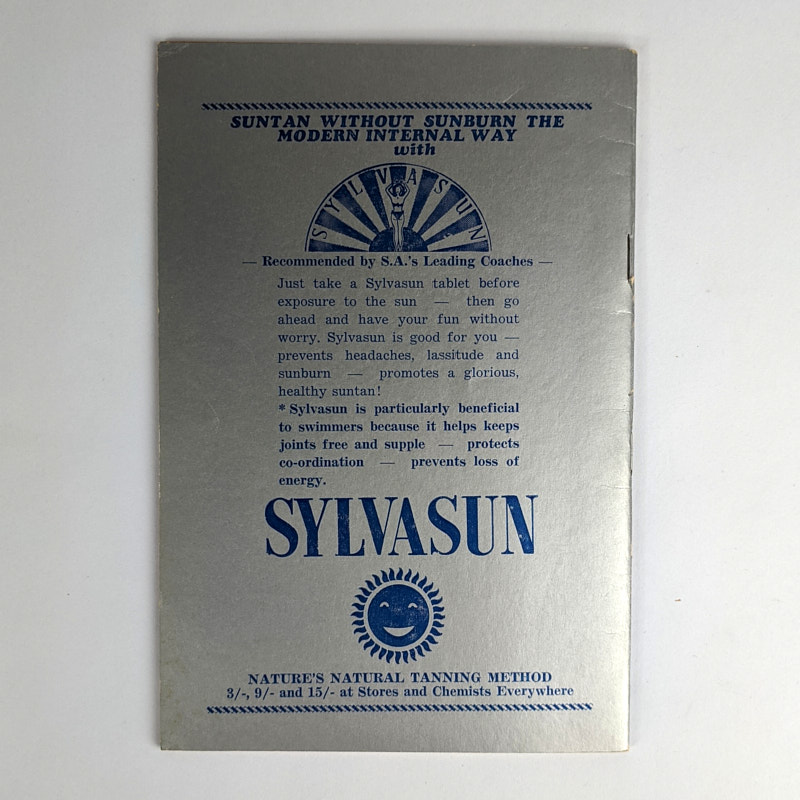 SUNTAN WITHOUT SUNBURN THE
MODERN INTERNAL WAY
with
SYLVASUN
— Recommended by S.A.'s Leading Coaches —
Just take a Sylvasun tablet before
exposure to the sun — then go
ahead and have your fun without
worry. Sylvasun is good for you —
prevents headaches, lassitude and
sunburn — promotes a glorious,
healthy suntan!
* Sylvasun is particularly beneficial
to swimmers because it helps keeps
joints free and supple — protects
co-ordination — prevents loss of
energy.
SYLVASUN
NATURE'S NATURAL TANNING METHOD
3/-, 9/- and 15/- at Stores and Chemists Everywhere